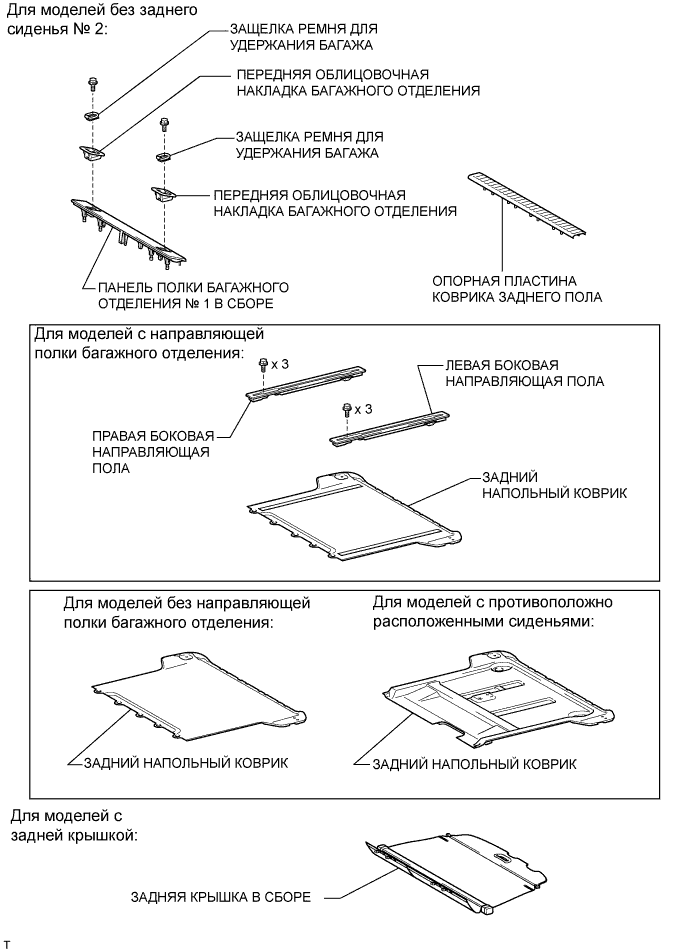 Для моделей без заднего
сиденья № 2:
ЗАЩЕЛКА РЕМНЯ ДЛЯ
УДЕРЖАНИЯ БАГАЖА
ПЕРЕДНЯЯ ОБЛИЦОВОЧНАЯ
НАКЛАДКА БАГАЖНОГО ОТДЕЛЕНИЯ
ЗАЩЕЛКА РЕМНЯ ДЛЯ
УДЕРЖАНИЯ БАГАЖА
ПЕРЕДНЯЯ ОБЛИЦОВОЧНАЯ
НАКЛАДКА БАГАЖНОГО ОТДЕЛЕНИЯ
ПАНЕЛЬ ПОЛКИ БАГАЖНОГО
ОТДЕЛЕНИЯ № 1 В СБОРЕ
ОПОРНАЯ ПЛАСТИНА
КОВРИКА ЗАДНЕГО ПОЛА
Для моделей с направляющей
полки багажного отделения:
x 3
ЛЕВАЯ БОКОВАЯ
НАПРАВЛЯЮЩАЯ ПОЛА
x 3
ПРАВАЯ БОКОВАЯ
НАПРАВЛЯЮЩАЯ
ПОЛА
ЗАДНИЙ
НАПОЛЬНЫЙ КОВРИК
Для моделей без направляющей
полки багажного отделения:
ЗАДНИЙ НАПОЛЬНЫЙ КОВРИК
Для моделей с противоположно
расположенными сиденьями:
ЗАДНИЙ НАПОЛЬНЫЙ КОВРИК
Для моделей с
задней крышкой:
ЗАДНЯЯ КРЫШКА В СБОРЕ
T